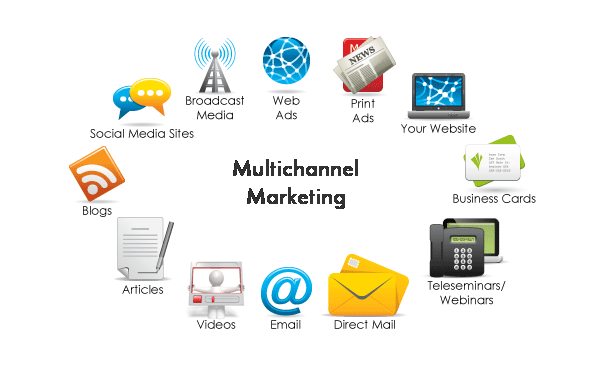 Broadcast
Media
Web
Ads
NEWS
Print
Ads
Social Media Sites
Your Website
Multichannel
Marketing
Business Cards
Blogs
Articles
Teleseminars/
Webinars
Videos
Email
@
Direct Mail